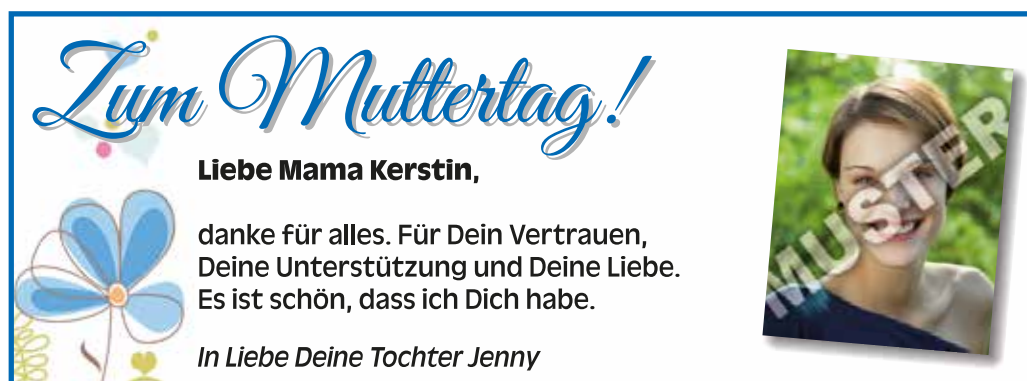 Zum Muttertag!
Liebe Mama Kerstin,
danke für alles. Für Dein Vertrauen,
Deine Unterstützung und Deine Liebe.
Es ist schön, dass ich Dich habe.
In Liebe Deine Tochter Jenny
MUSTER